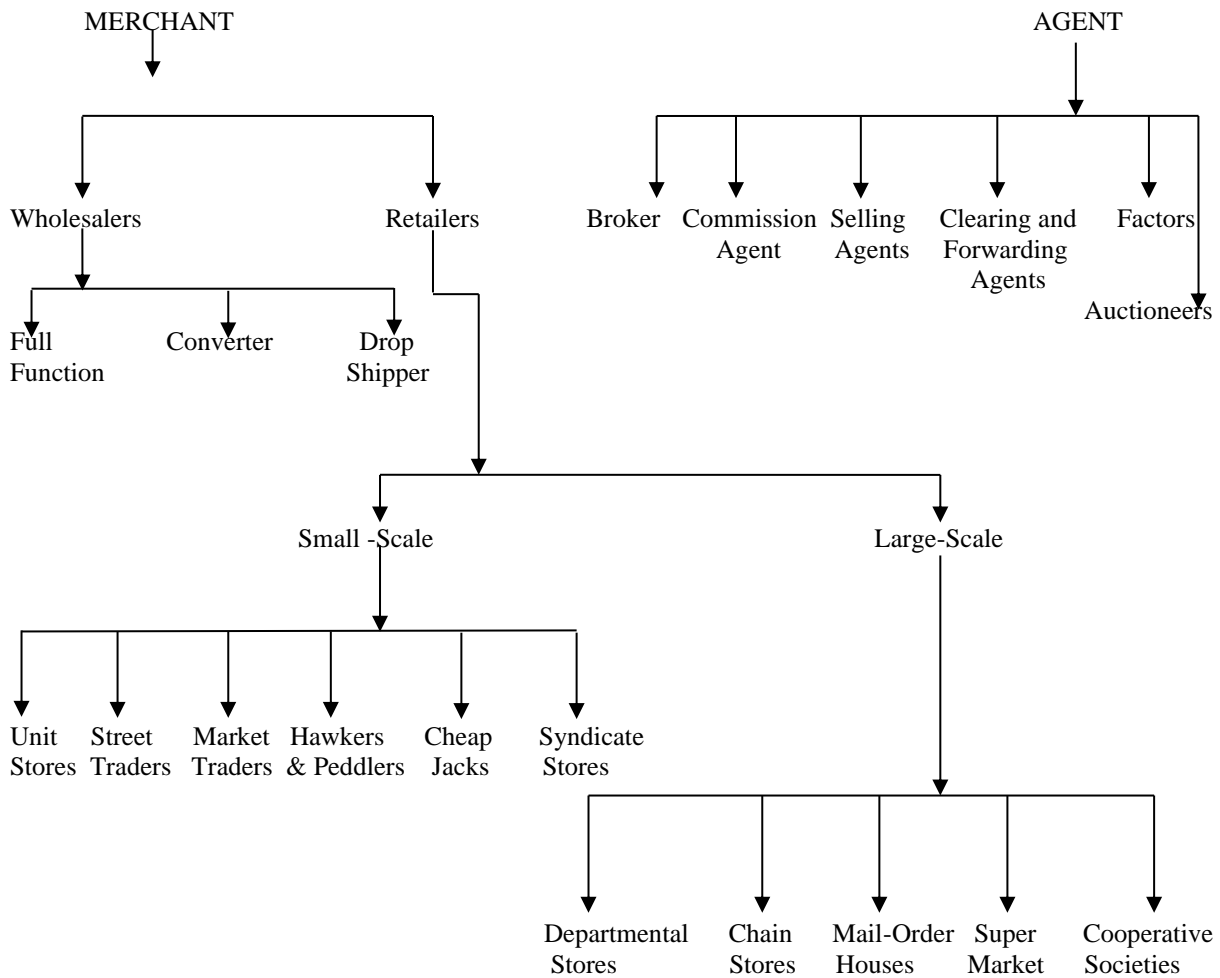 MERCHANT AGENT
Wholesalers Retailers Broker Commission Selling Clearing and Factors
Agent Agents Forwarding
Agents
Auctioneers
Full Converter Drop
Function Shipper
Small -Scale Large-Scale
Unit Street Market Hawkers Cheap Syndicate
Stores Traders Traders & Peddlers Jacks Stores
Departmental Chain Mail-Order Super Cooperative
Stores Stores Houses Market Societies